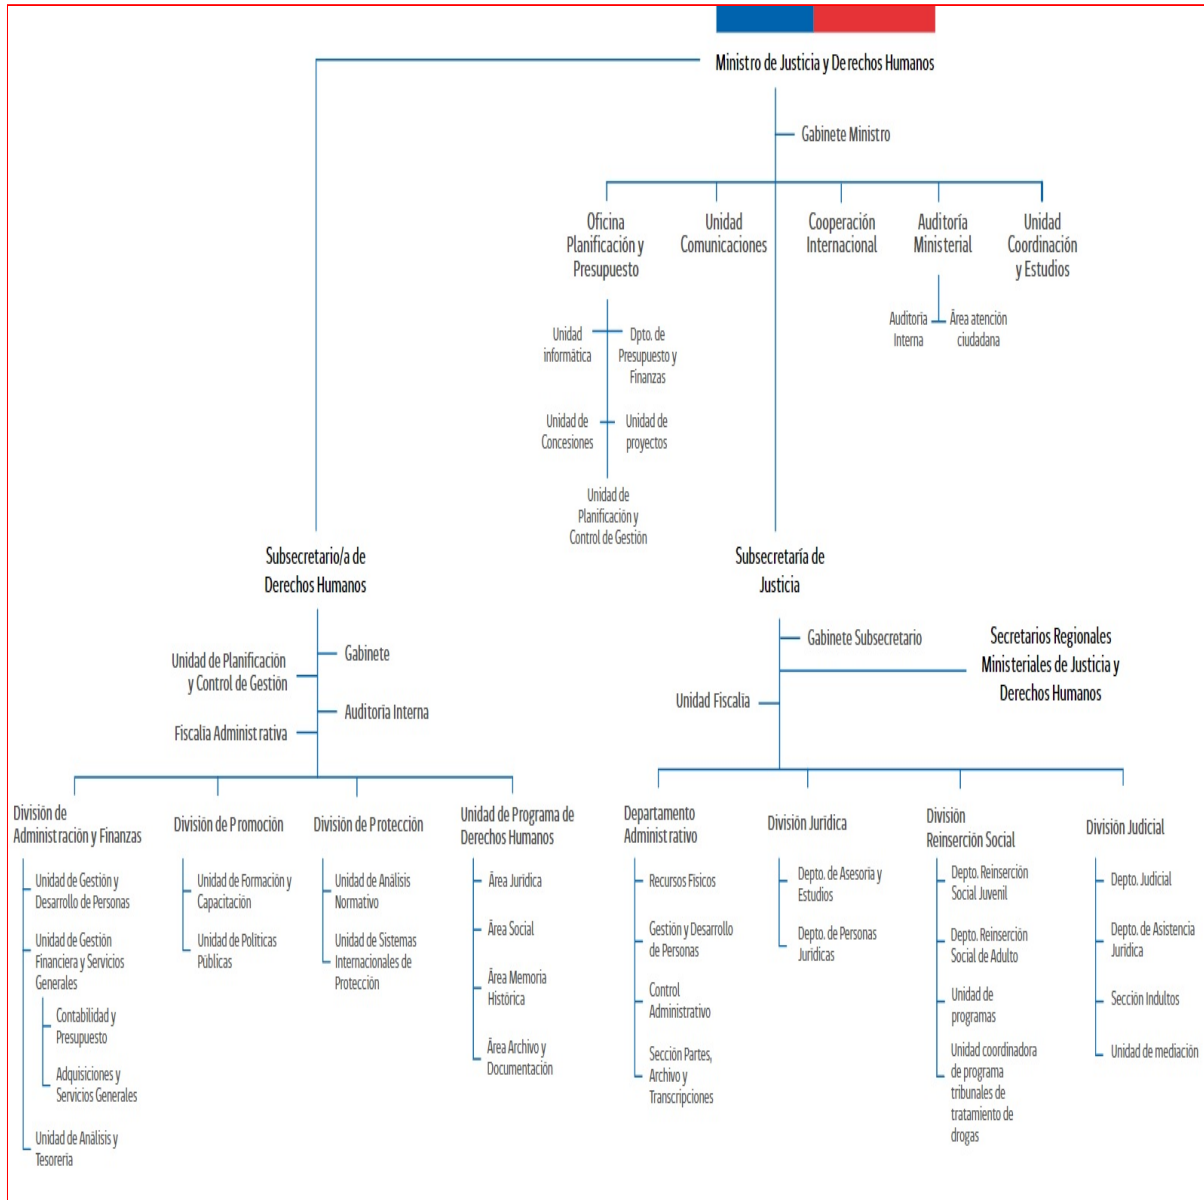 Ministro de Justicia y Derechos Humanos
Gabinete Ministro
Oficina
Planificación y
Presupuesto
Unidad
Comunicaciones
Cooperación
Internacional
Auditoría
Ministerial
Unidad
Coordinación
y Estudios
Unidad
informática
Dpto. de
Presupuesto y
Finanzas
Unidad de
Concesiones
Unidad de
proyectos
Unidad de
Planificación y
Control de Gestión
Auditoría
Interna
Área atención
ciudadana
Subsecretario/a de
Derechos Humanos
Gabinete
Unidad de Planificación
y Control de Gestión
Auditoría Interna
Fiscalía Administrativa
Subsecretaría de
Justicia
Gabinete Subsecretario
Secretarios Regionales
Ministeriales de Justicia y
Derechos Humanos
Unidad Fiscalía
División de
Administración y Finanzas
Unidad de Gestión y
Desarrollo de Personas
Unidad de Gestión
Financiera y Servicios
Generales
Contabilidad y
Presupuesto
Adquisiciones y
Servicios Generales
Unidad de Análisis y
Tesorería
División de Promoción
Unidad de Formación y
Capacitación
Unidad de Políticas
Públicas
División de Protección
Unidad de Análisis
Normativo
Unidad de Sistemas
Internacionales de
Protección
Unidad de Programa de
Derechos Humanos
Área Jurídica
Área Social
Área Memoria
Histórica
Área Archivo y
Documentación
Departamento
Administrativo
Recursos Físicos
Gestión y Desarrollo
de Personas
Control
Administrativo
Sección Partes,
Archivo y
Transcripciones
División Jurídica
Depto. de Asesoría y
Estudios
Depto. de Personas
Jurídicas
División
Reinserción Social
Depto. Reinserción
Social Juvenil
Depto. Reinserción
Social de Adulto
Unidad de
programas
Unidad coordinadora
de programa
tribunales de
tratamiento de
drogas
División Judicial
Depto. Judicial
Depto. de Asistencia
Jurídica
Sección Indultos
Unidad de mediación